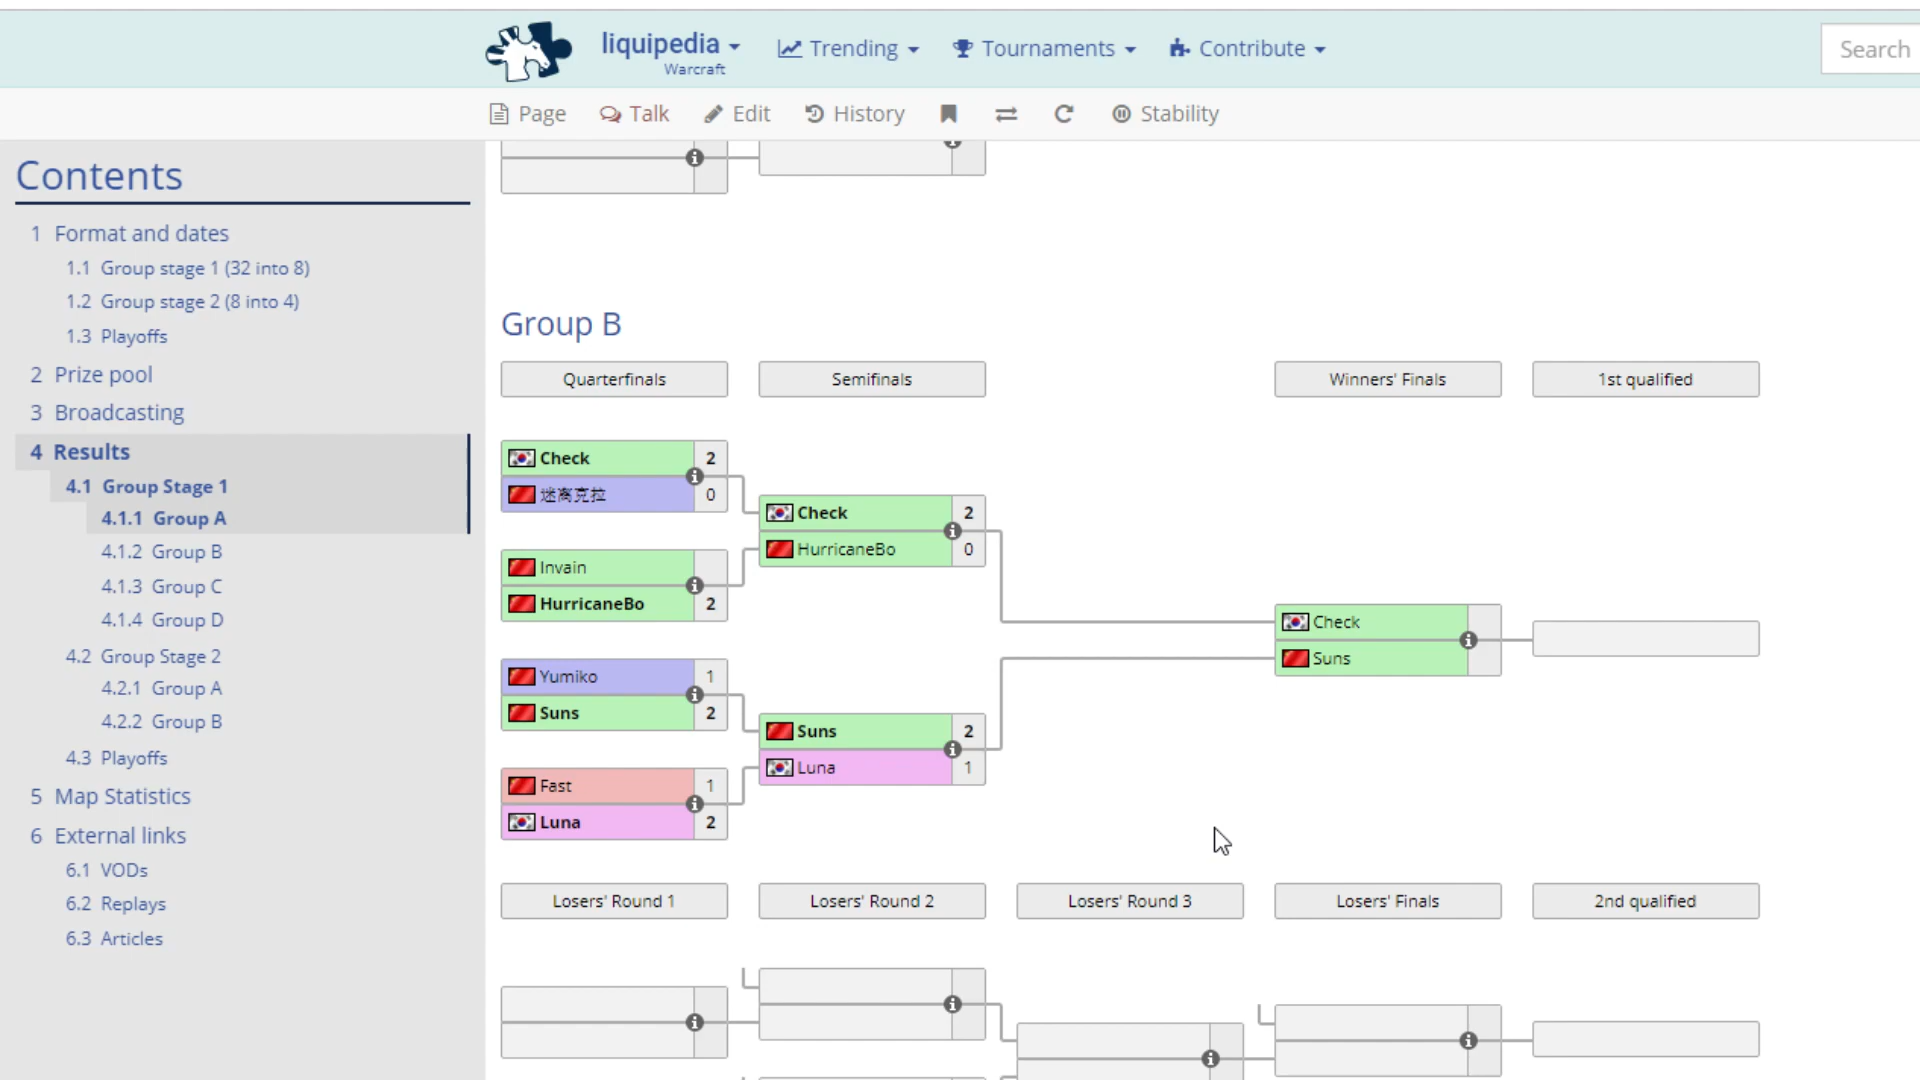 liquipedia
Warcraft
Trending
Tournaments
Contribute
Search
Page
Talk
Edit
History
Stability
Contents
1 Format and dates
1.1 Group stage 1 (32 into 8)
1.2 Group stage 2 (8 into 4)
1.3 Playoffs
2 Prize pool
3 Broadcasting
4 Results
4.1 Group Stage 1
4.1.1 Group A
4.1.2 Group B
4.1.3 Group C
4.1.4 Group D
4.2 Group Stage 2
4.2.1 Group A
4.2.2 Group B
4.3 Playoffs
5 Map Statistics
6 External links
6.1 VODs
6.2 Replays
6.3 Articles
Group B
Quarterfinals
Semifinals
Winners' Finals
1st qualified
Check 2
迷离克拉 0
Invain
HurricaneBo 2
Yumiko 1
Suns 2
Fast 1
Luna 2
Check 2
HurricaneBo 0
Suns 2
Luna 1
Check
Suns
Losers' Round 1
Losers' Round 2
Losers' Round 3
Losers' Finals
2nd qualified